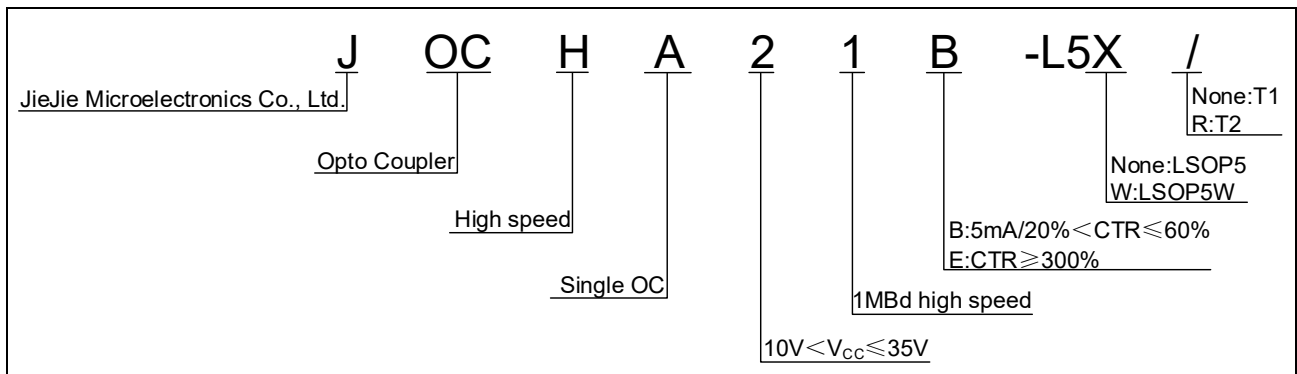 J OC H A 2 1 B -L5X /
JieJie Microelectronics Co., Ltd.
None:T1
R:T2
Opto Coupler
None:LSOP5
W:LSOP5W
High speed
B:5mA/20%<CTR≤60%
E:CTR≥300%
Single OC
1MBd high speed
10V<V_CC≤35V